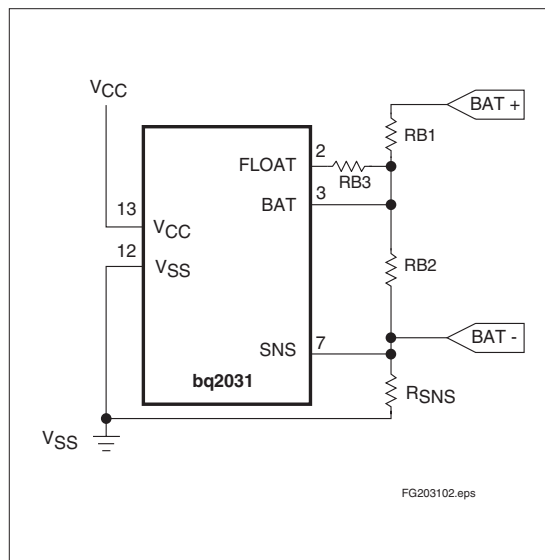 VCC
BAT +
RB1
2
FLOAT
RB3
3
BAT
13
VCC
12
VSS
RB2
BAT -
7
SNS
bq2031
RSNS
VSS
FG203102.eps